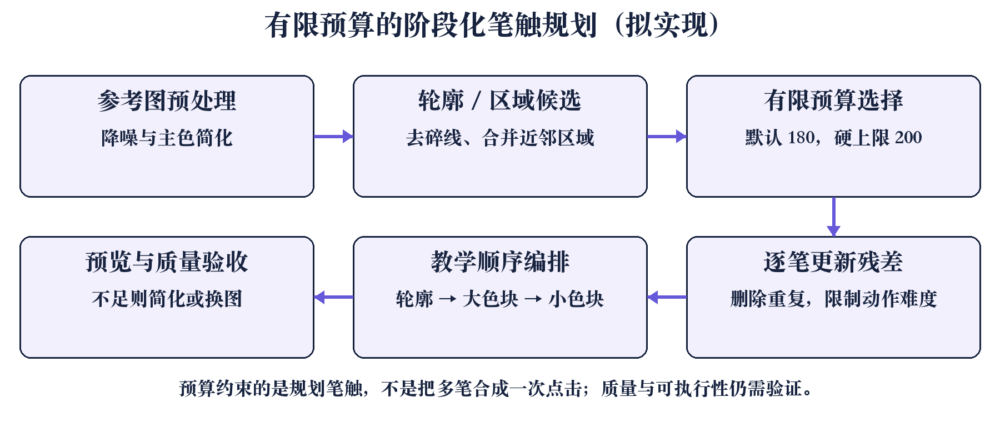 有限预算的阶段化笔触规划（拟实现）
参考图预处理
降噪与主色简化
轮廓 / 区域候选
去碎线、合并近邻区域
有限预算选择
默认 180，硬上限 200
逐笔更新残差
删除重复，限制动作难度
教学顺序编排
轮廓 → 大色块 → 小色块
预览与质量验收
不足则简化或换图
预算约束的是规划笔触，不是把多笔合成一次点击；质量与可执行性仍需验证。